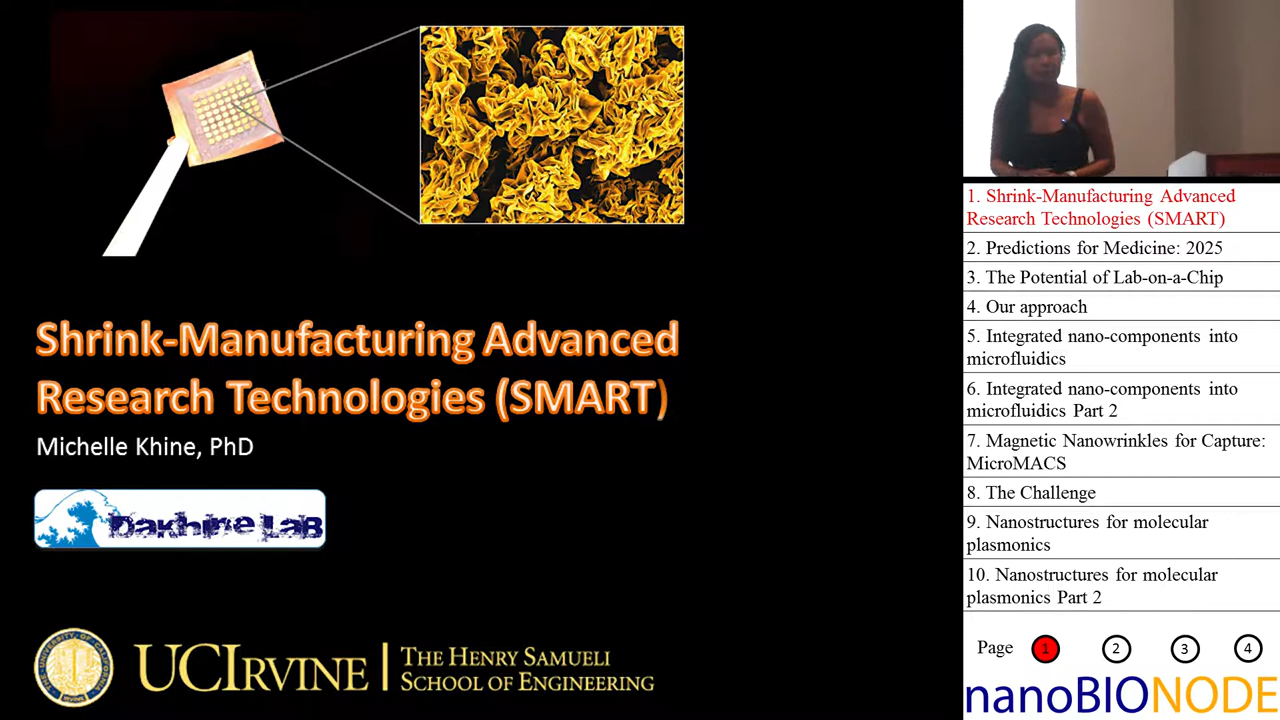 Shrink-Manufacturing Advanced
Research Technologies (SMART)
Michelle Khine, PhD
DaKhine LaB
UCIRVINE
THE HENRY SAMUELI
SCHOOL OF ENGINEERING
1. Shrink-Manufacturing Advanced
Research Technologies (SMART)
2. Predictions for Medicine: 2025
3. The Potential of Lab-on-a-Chip
4. Our approach
5. Integrated nano-components into
microfluidics
6. Integrated nano-components into
microfluidics Part 2
7. Magnetic Nanowrinkles for Capture:
MicroMACS
8. The Challenge
9. Nanostructures for molecular
plasmonics
10. Nanostructures for molecular
plasmonics Part 2
Page 1 2 3 4
nanoBIONODE